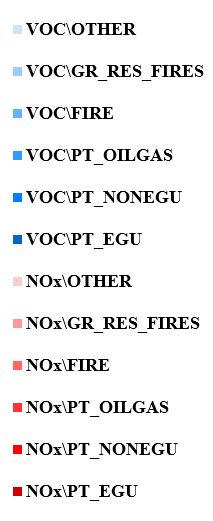 VOC\OTHER
VOC\GR_RES_FIRES
VOC\FIRE
VOC\PT_OILGAS
VOC\PT_NONEGU
VOC\PT_EGU
NOx\OTHER
NOx\GR_RES_FIRES
NOx\FIRE
NOx\PT_OILGAS
NOx\PT_NONEGU
NOx\PT_EGU